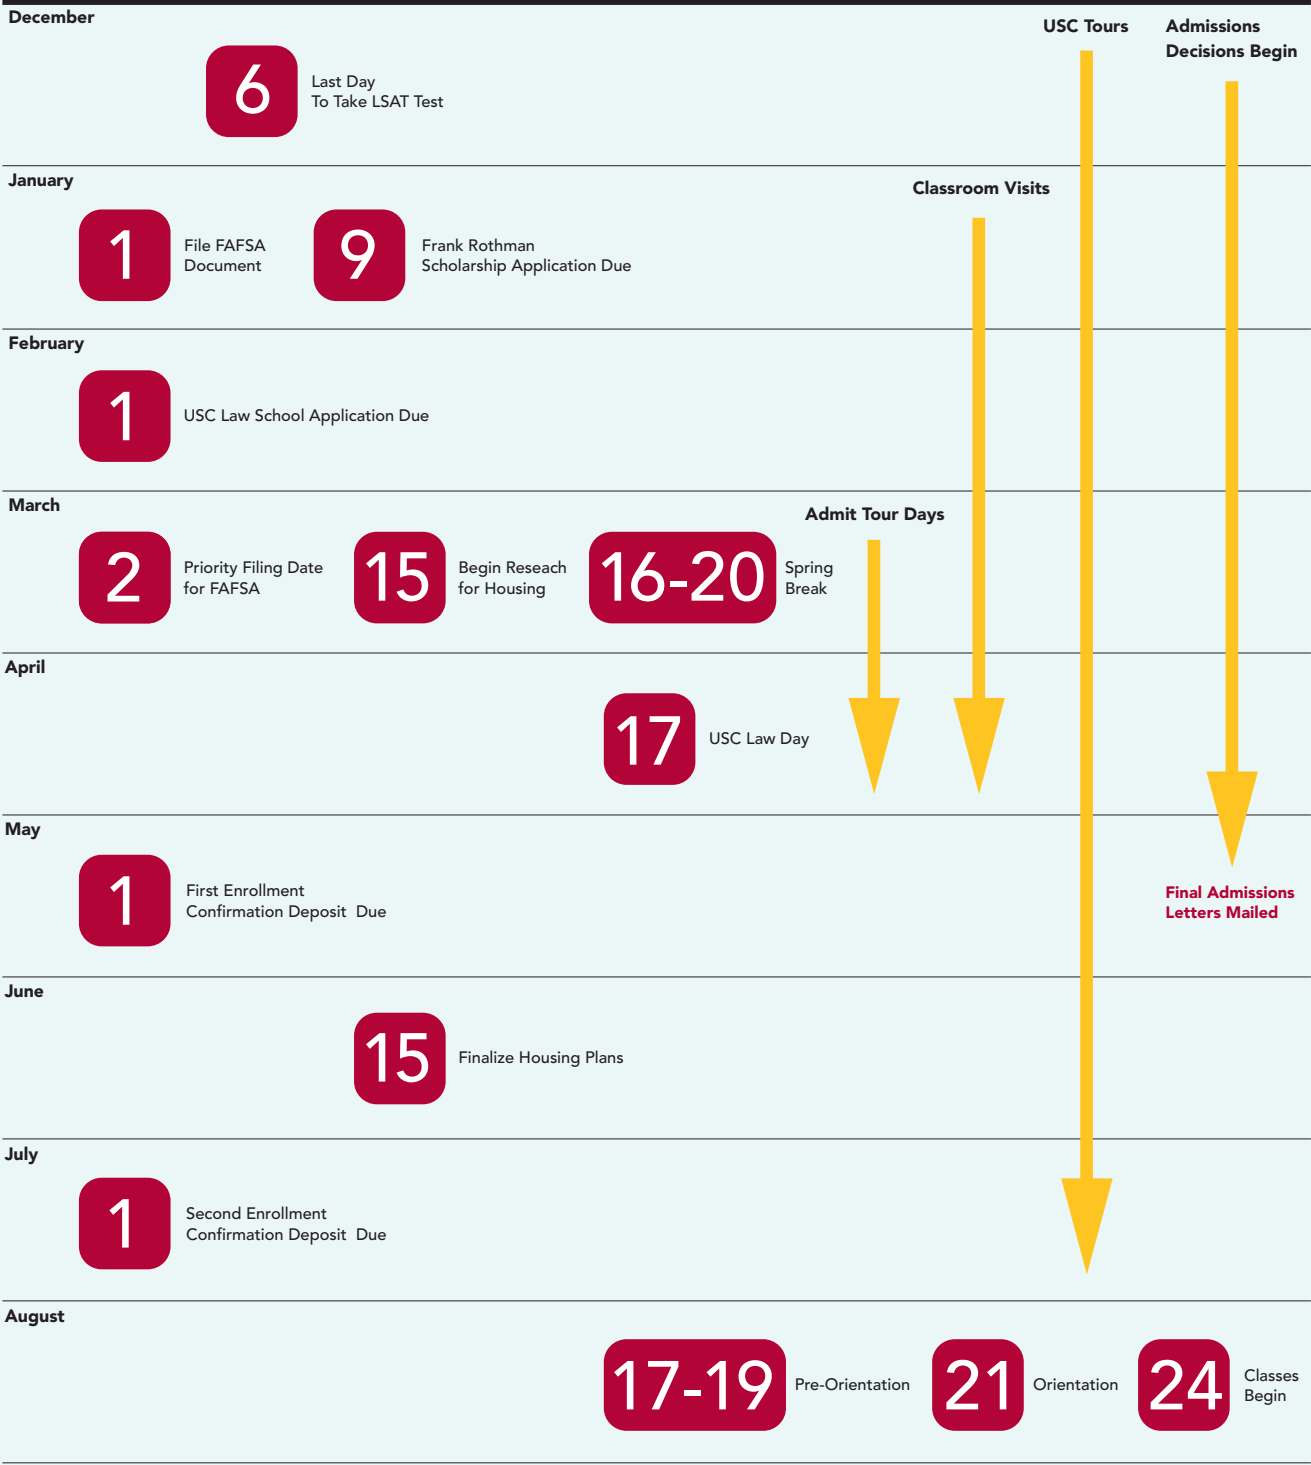 December
USC Tours
Admissions
Decisions Begin
6
Last Day
To Take LSAT Test
January
Classroom Visits
1
File FAFSA
Document
9
Frank Rothman
Scholarship Application Due
February
1
USC Law School Application Due
March
Admit Tour Days
2
Priority Filing Date
for FAFSA
15
Begin Reseach
for Housing
16-20
Spring
Break
April
17
USC Law Day
May
1
First Enrollment
Confirmation Deposit Due
Final Admissions
Letters Mailed
June
15
Finalize Housing Plans
July
1
Second Enrollment
Confirmation Deposit Due
August
17-19
Pre-Orientation
21
Orientation
24
Classes
Begin